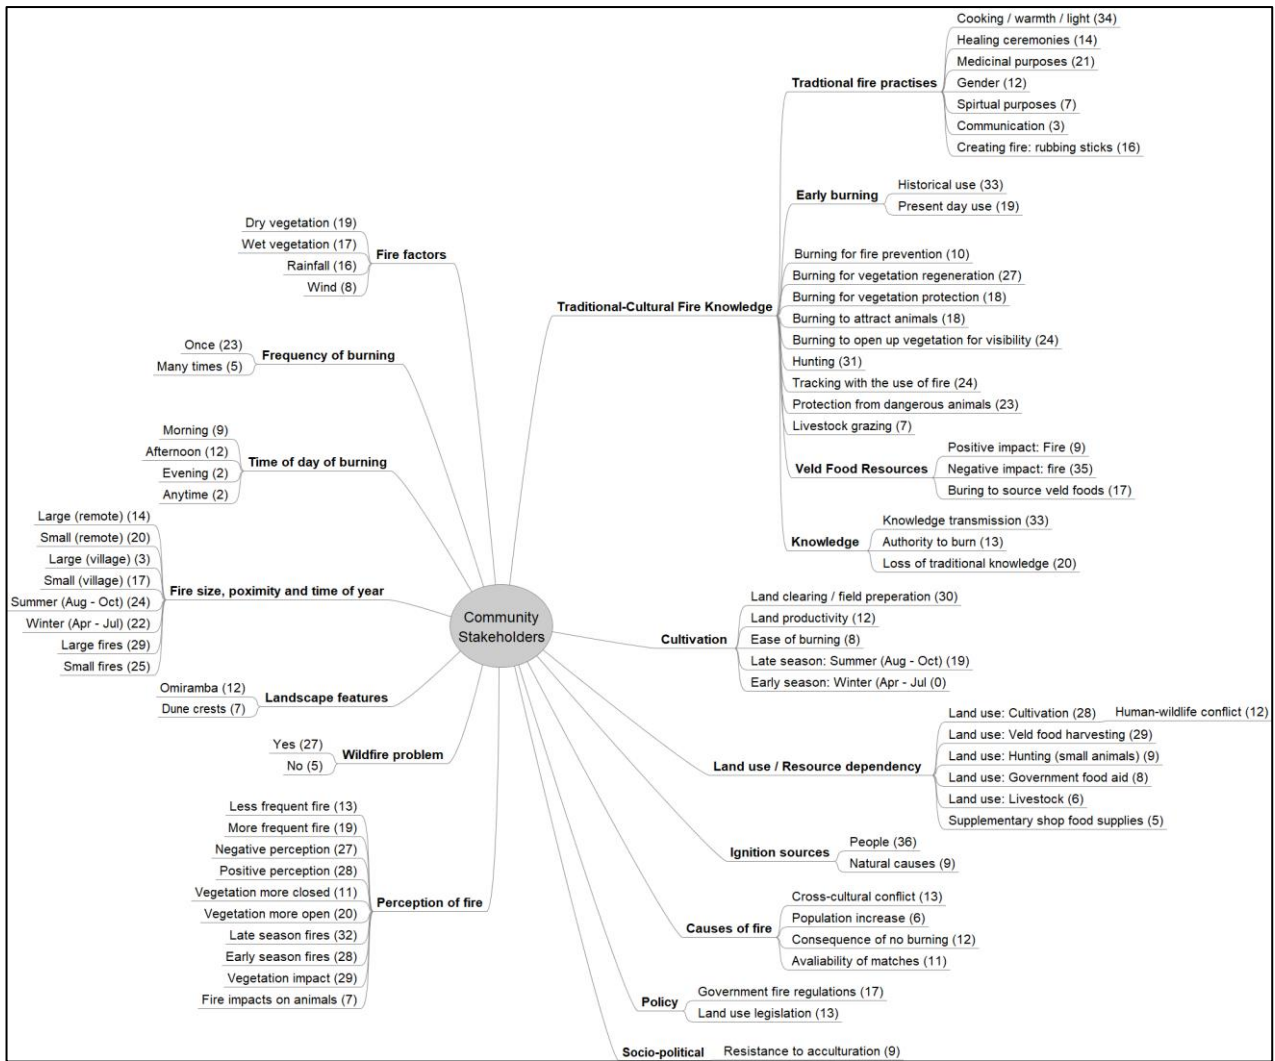 Community
Stakeholders
Fire factors
Dry vegetation (19)
Wet vegetation (17)
Rainfall (16)
Wind (8)
Frequency of burning
Once (23)
Many times (5)
Time of day of burning
Morning (9)
Afternoon (12)
Evening (2)
Anytime (2)
Fire size, poximity and time of year
Large (remote) (14)
Small (remote) (20)
Large (village) (3)
Small (village) (17)
Summer (Aug - Oct) (24)
Winter (Apr - Jul) (22)
Large fires (29)
Small fires (25)
Landscape features
Omiramba (12)
Dune crests (7)
Wildfire problem
Yes (27)
No (5)
Perception of fire
Less frequent fire (13)
More frequent fire (19)
Negative perception (27)
Positive perception (28)
Vegetation more closed (11)
Vegetation more open (20)
Late season fires (32)
Early season fires (28)
Vegetation impact (29)
Fire impacts on animals (7)
Traditional-Cultural Fire Knowledge
Tradtional fire practises
Cooking / warmth / light (34)
Healing ceremonies (14)
Medicinal purposes (21)
Gender (12)
Spirtual purposes (7)
Communication (3)
Creating fire: rubbing sticks (16)
Early burning
Historical use (33)
Present day use (19)
Burning for fire prevention (10)
Burning for vegetation regeneration (27)
Burning for vegetation protection (18)
Burning to attract animals (18)
Burning to open up vegetation for visibility (24)
Hunting (31)
Tracking with the use of fire (24)
Protection from dangerous animals (23)
Livestock grazing (7)
Veld Food Resources
Positive impact: Fire (9)
Negative impact: fire (35)
Buring to source veld foods (17)
Knowledge
Knowledge transmission (33)
Authority to burn (13)
Loss of traditional knowledge (20)
Cultivation
Land clearing / field preperation (30)
Land productivity (12)
Ease of burning (8)
Late season: Summer (Aug - Oct) (19)
Early season: Winter (Apr - Jul (0)
Land use / Resource dependency
Land use: Cultivation (28)
Human-wildlife conflict (12)
Land use: Veld food harvesting (29)
Land use: Hunting (small animals) (9)
Land use: Government food aid (8)
Land use: Livestock (6)
Supplementary shop food supplies (5)
Ignition sources
People (36)
Natural causes (9)
Causes of fire
Cross-cultural conflict (13)
Population increase (6)
Consequence of no burning (12)
Avaliability of matches (11)
Policy
Government fire regulations (17)
Land use legislation (13)
Socio-political
Resistance to acculturation (9)